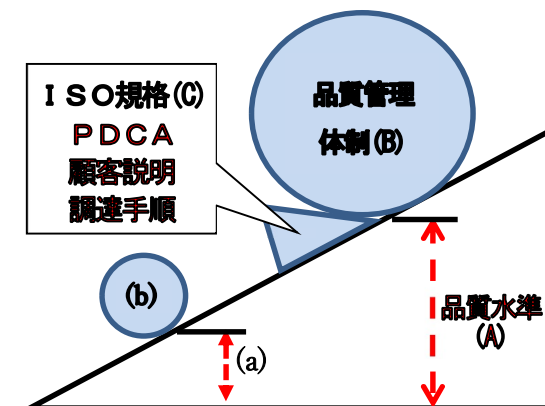 ＩＳＯ規格(C)
ＰＤＣＡ
顧客説明
調達手順
品質管理
体制(B)
(b)
(a)
品質水準
(A)